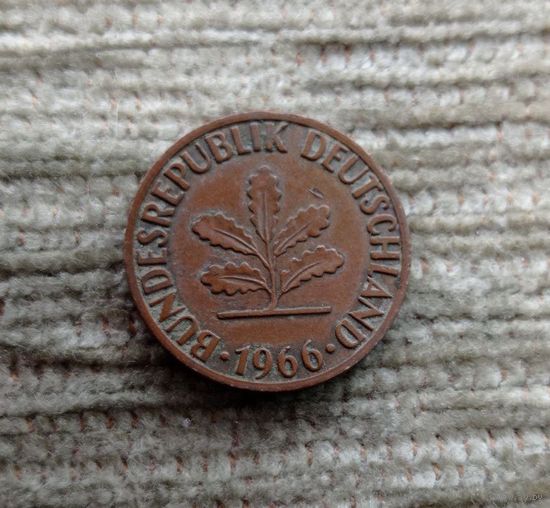 BUNDESREPUBLIK DEUTSCHLAND
· 1966 ·